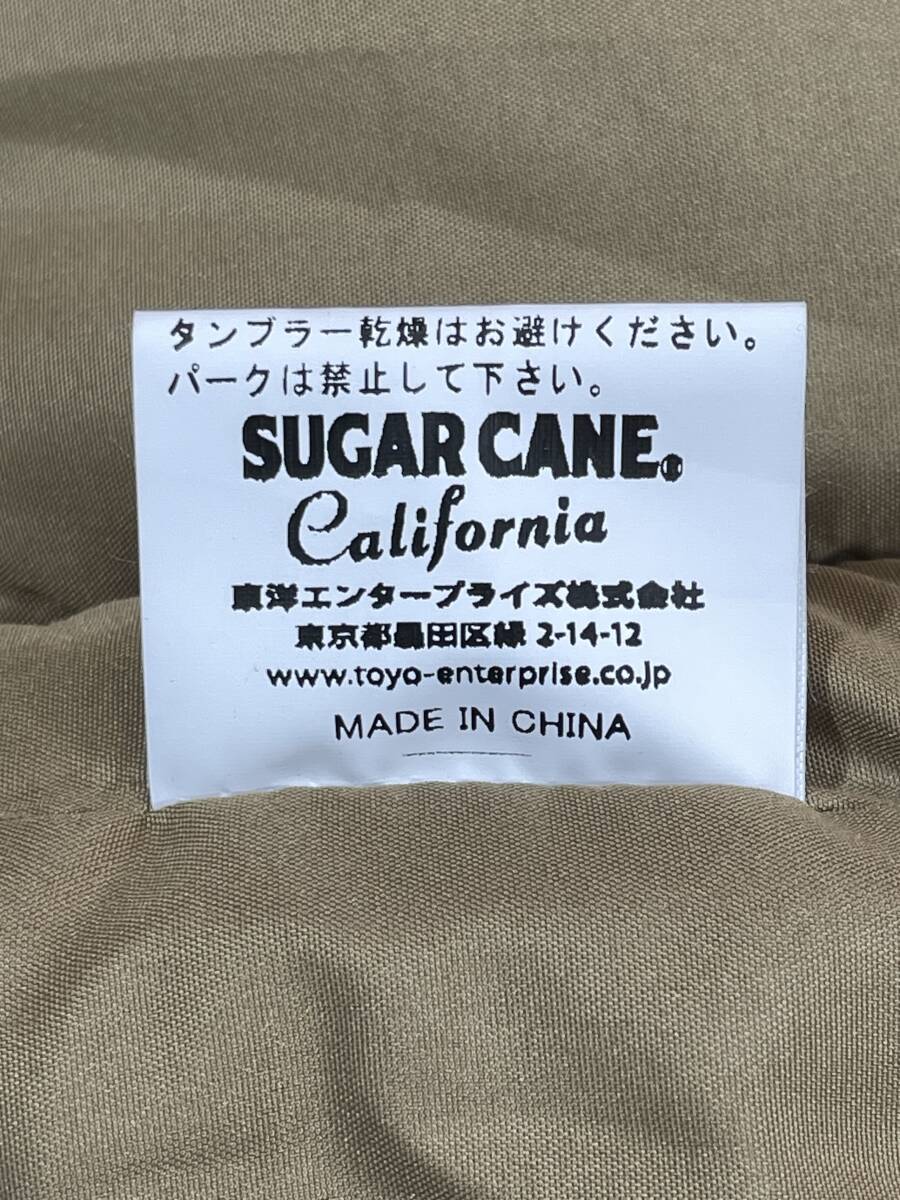 タンブラー乾燥はお避けください。
パークは禁止して下さい。
SUGAR CANE®
California
東洋エンタープライズ株式会社
東京都墨田区緑 2-14-12
www.toyo-enterprise.co.jp
MADE IN CHINA